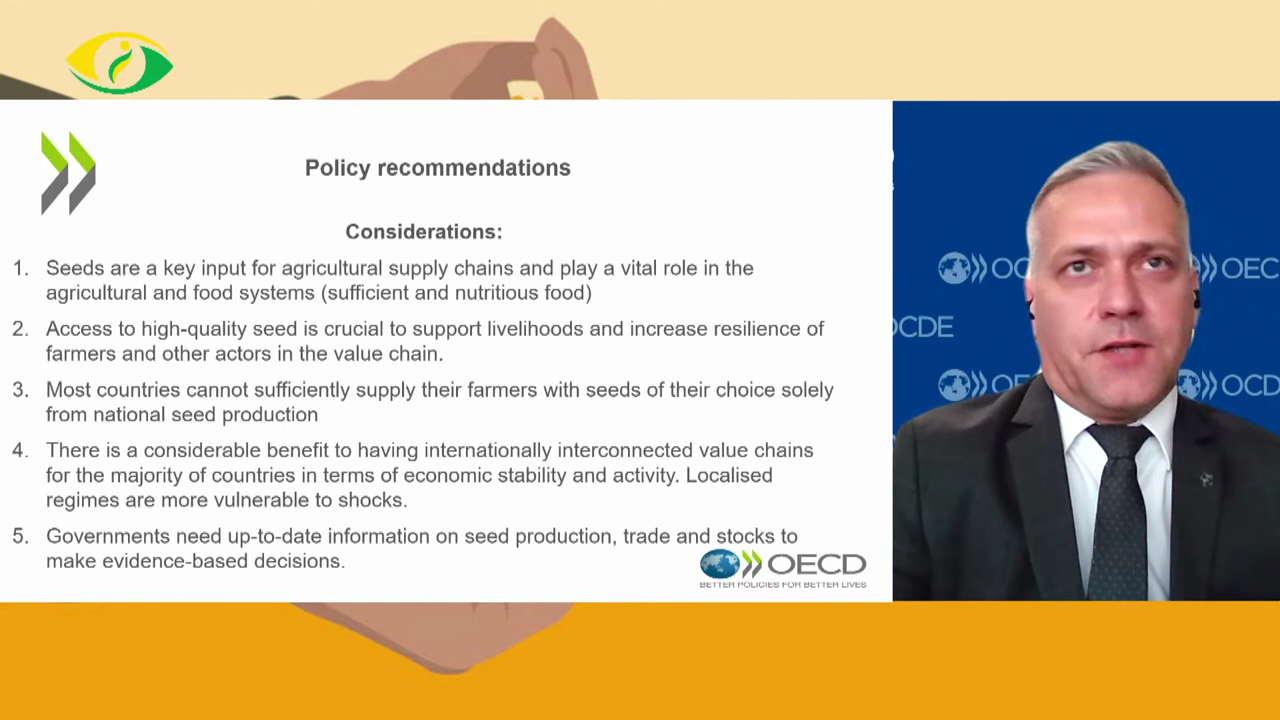 Policy recommendations
Considerations:
1. Seeds are a key input for agricultural supply chains and play a vital role in the
agricultural and food systems (sufficient and nutritious food)
2. Access to high-quality seed is crucial to support livelihoods and increase resilience of
farmers and other actors in the value chain.
3. Most countries cannot sufficiently supply their farmers with seeds of their choice solely
from national seed production
4. There is a considerable benefit to having internationally interconnected value chains
for the majority of countries in terms of economic stability and activity. Localised
regimes are more vulnerable to shocks.
5. Governments need up-to-date information on seed production, trade and stocks to
make evidence-based decisions.
OECD
BETTER POLICIES FOR BETTER LIVES
OC
OEC
OCDE
OE
OCD